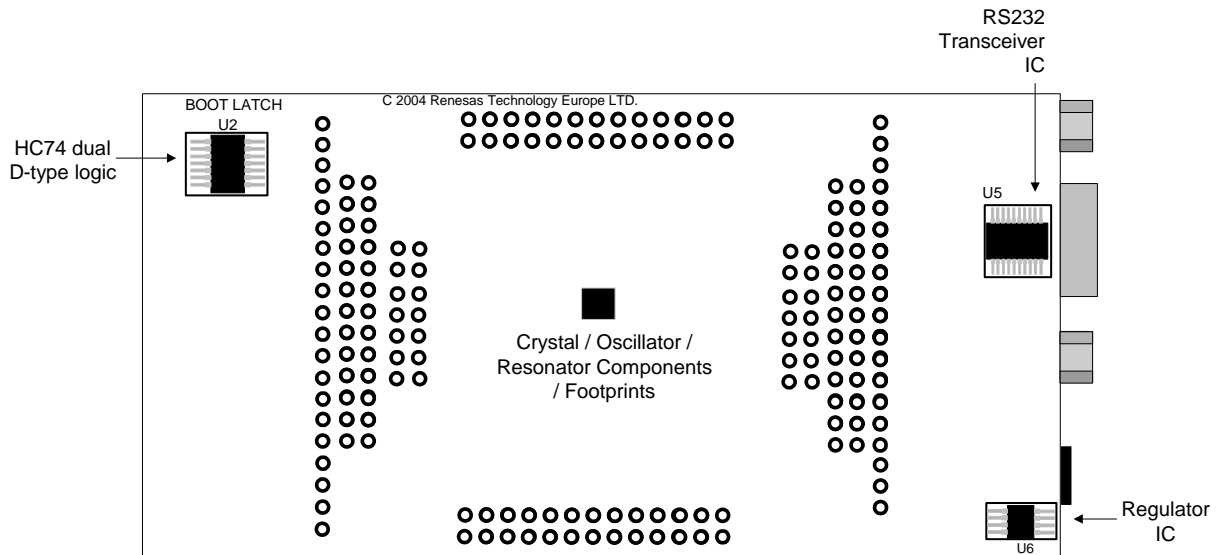 RS232
Transceiver
IC
BOOT LATCH
C 2004 Renesas Technology Europe LTD.
U2
HC74 dual
D-type logic
U5
Crystal / Oscillator /
Resonator Components
/ Footprints
Regulator
IC
U6